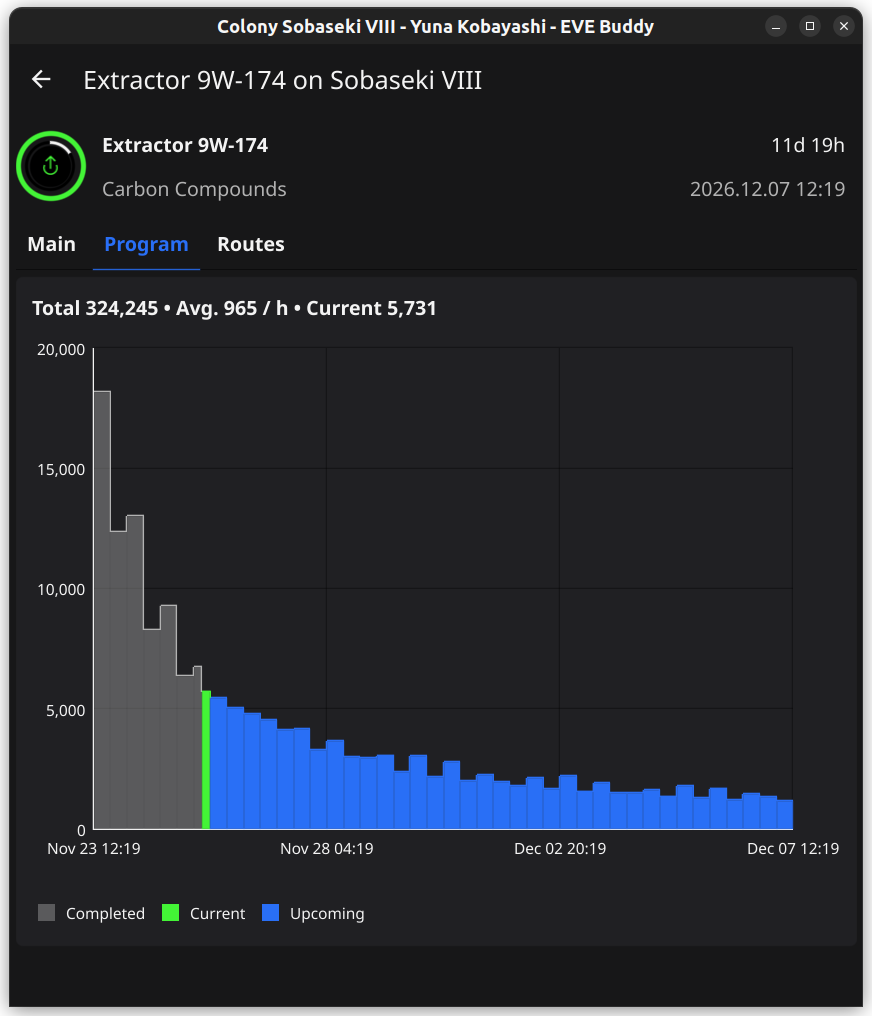 Colony Sobaseki VIII - Yuna Kobayashi - EVE Buddy
Extractor 9W-174 on Sobaseki VIII
Extractor 9W-174 11d 19h
Carbon Compounds 2026.12.07 12:19
Main Program Routes
Total 324,245 • Avg. 965 / h • Current 5,731
20,000
15,000
10,000
5,000
0
Nov 23 12:19 Nov 28 04:19 Dec 02 20:19 Dec 07 12:19
Completed Current Upcoming